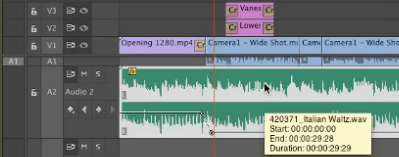 V3
Vanes
V2
Lower
V1
Opening 1280.mp4
Camera1 – Wide Shot.m
Came
Camera1 – Wide Shot
A1
A1
M S
A2
Audio 2
420371_Italian Waltz.wav
Start: 00:00:00:00
End: 00:00:29:28
Duration: 00:00:29:29
M S